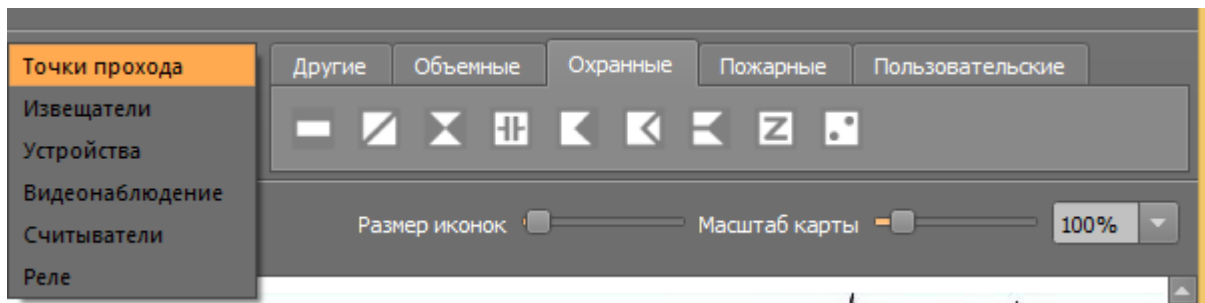 Точки прохода
Извещатели
Устройства
Видеонаблюдение
Считыватели
Реле
Другие Объемные Охранные Пожарные Пользовательские
Размер иконок Масштаб карты 100%